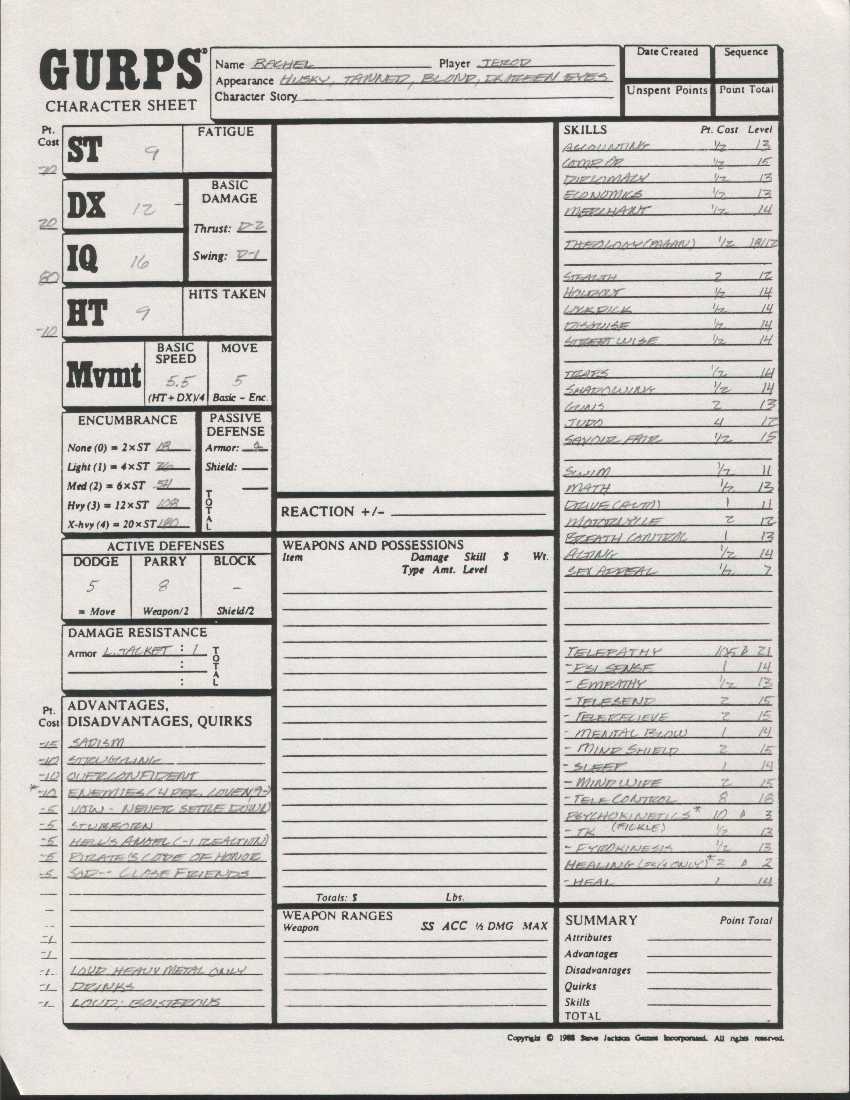 GURPS®
CHARACTER SHEET
Name RACHEL Player JEROD
Appearance HUSKY, TANNED, BLOND, GREEN EYES
Character Story
Date Created Sequence
Unspent Points Point Total
Pt. Cost
ST 9 FATIGUE
DX 12
20
BASIC DAMAGE
Thrust: D-2
Swing: D-1
IQ 16
80
HT 9 HITS TAKEN
-10
Mvmt
BASIC SPEED 5.5 (HT+DX)/4
MOVE 5 Basic – Enc.
ENCUMBRANCE
None (0) = 2×ST 18
Light (1) = 4×ST 36
Med (2) = 6×ST 54
Hvy (3) = 12×ST 108
X-hvy (4) = 20×ST 180
PASSIVE DEFENSE
Armor:
Shield:
TOTAL
ACTIVE DEFENSES
DODGE PARRY BLOCK
5 8 –
= Move Weapon/2 Shield/2
DAMAGE RESISTANCE
Armor L. JACKET : 1
TOTAL
Pt. Cost
ADVANTAGES, DISADVANTAGES, QUIRKS
-15 SADISM
-10 STRUGGLING
-10 OVERCONFIDENT
*-10 ENEMIES
-5 VOW - NEVER SETTLE DOWN
-5 STUBBORN
-5 HELL'S ANGEL (-1 REACTION)
-5 PIRATE'S CODE OF HONOR
-5 CLOSE FRIENDS
-1
-1
-1 LOUD HEAVY METAL ONLY
-1 DRINKS
-1 LOUD, BOISTEROUS
REACTION +/–
WEAPONS AND POSSESSIONS
Item Damage Skill $ Wt.
Type Amt. Level
Totals: $ Lbs.
WEAPON RANGES
Weapon SS ACC ½ DMG MAX
SKILLS Pt. Cost Level
ACCOUNTING 1/2 13
COMP OP 1/2 15
DIPLOMACY 1/2 13
ECONOMICS 1/2 13
MERCHANT 1/2 14
THEOLOGY (PAGAN) 1/2 18/12
STEALTH 2 12
HOLDOUT 1/2 14
LOCKPICK 1/2 14
DISGUISE 1/2 14
STREETWISE 1/2 14
TRAPS 1/2 14
SHADOWING 1/2 14
GUNS 2 13
JUDO 4 12
SAVOIR FAIR 1/2 15
SWIM 1/2 11
MATH 1/2 13
DRIVE (AUTO) 1 11
MOTORCYCLE 2 12
BREATH CONTROL 1 13
ACTING 1/2 14
SEX APPEAL 1/2 7
TELEPATHY 105 21
- PSI SENSE 1 14
- EMPATHY 1/2 13
- TELESEND 2 15
- TELERECIEVE 2 15
- MENTAL BLOW 1 14
- MIND SHIELD 2 15
- SLEEP 1 14
- MINDWIPE 2 15
- TELE CONTROL 8 18
PSYCHOKINETICS* 10 3
- TK (FICKLE) 1/2 13
- PYROKINESIS 1/2 13
HEALING 2 2
- HEAL 1 14
SUMMARY Point Total
Attributes
Advantages
Disadvantages
Quirks
Skills
TOTAL
Copyright © 1988 Steve Jackson Games Incorporated. All rights reserved.